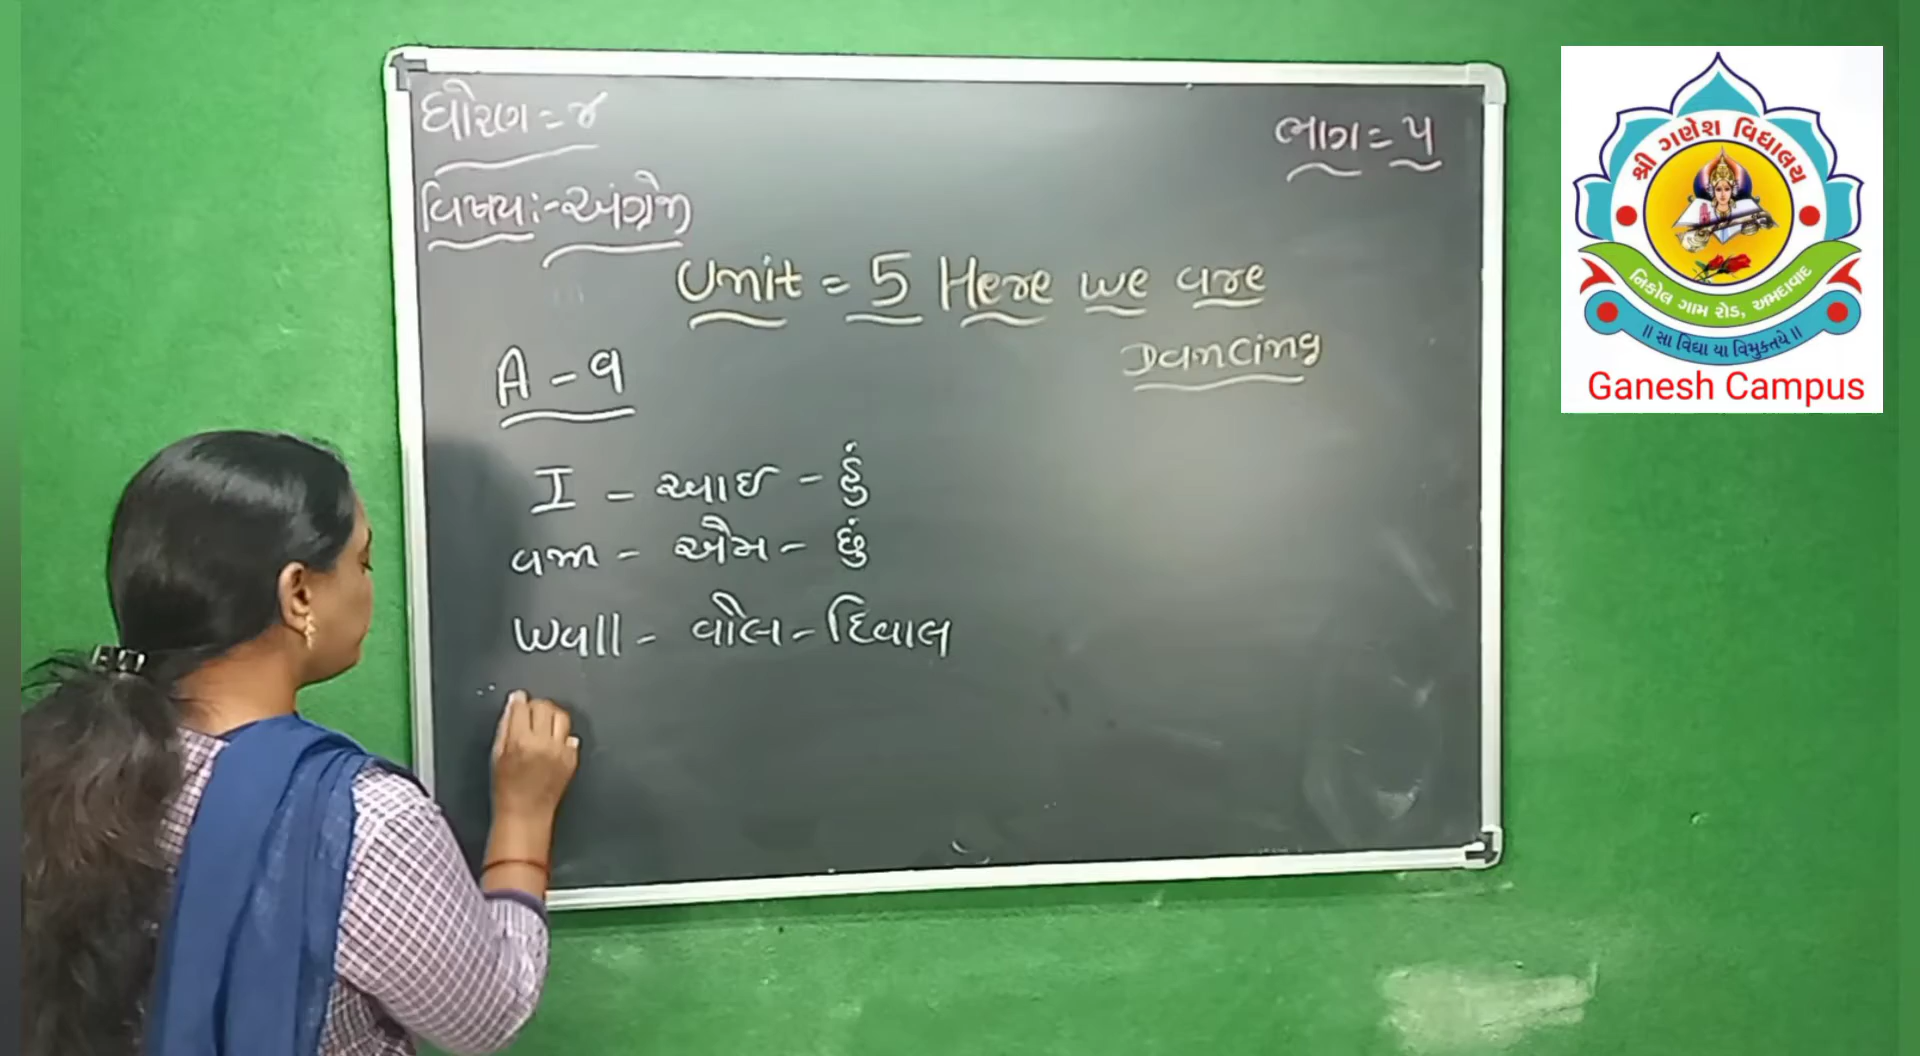 ધોરણ = ૪
ભાગ = ૫
વિષય :- અંગ્રેજી
Unit = 5 Here we are
Dancing
A - ૧
I - આઈ - હું
am - એમ - છું
Wall - વૉલ - દિવાલ
શ્રી ગણેશ વિદ્યાલય
નિકોલ ગામ રોડ, અમદાવાદ
॥ સા વિદ્યા યા વિમુક્તયે ॥
Ganesh Campus